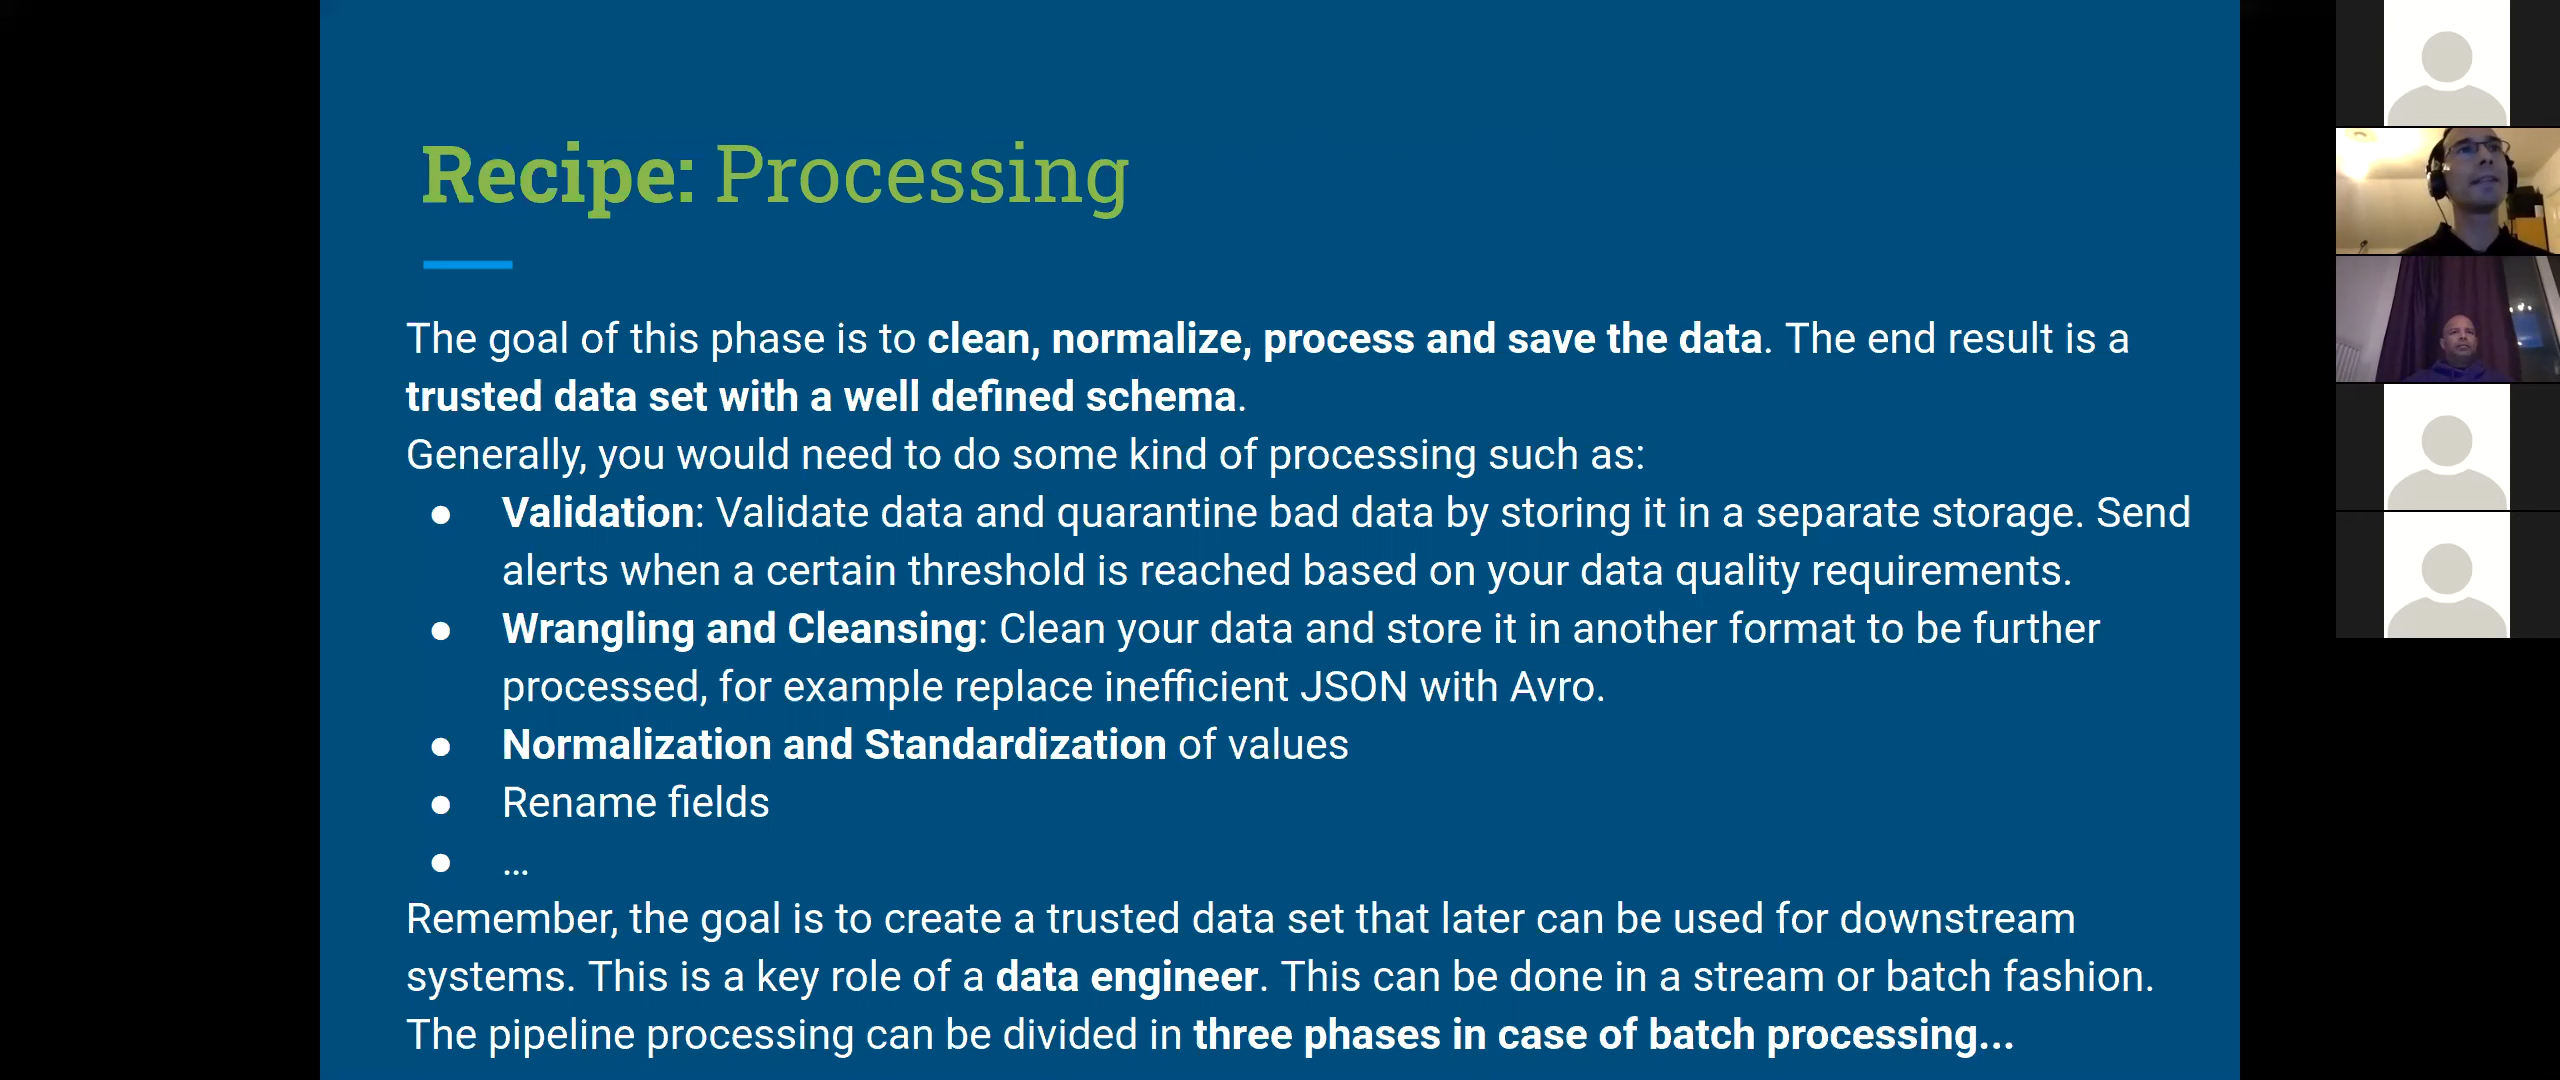 Recipe: Processing
The goal of this phase is to clean, normalize, process and save the data. The end result is a
trusted data set with a well defined schema.
Generally, you would need to do some kind of processing such as:
● Validation: Validate data and quarantine bad data by storing it in a separate storage. Send
alerts when a certain threshold is reached based on your data quality requirements.
● Wrangling and Cleansing: Clean your data and store it in another format to be further
processed, for example replace inefficient JSON with Avro.
● Normalization and Standardization of values
● Rename fields
● …
Remember, the goal is to create a trusted data set that later can be used for downstream
systems. This is a key role of a data engineer. This can be done in a stream or batch fashion.
The pipeline processing can be divided in three phases in case of batch processing...